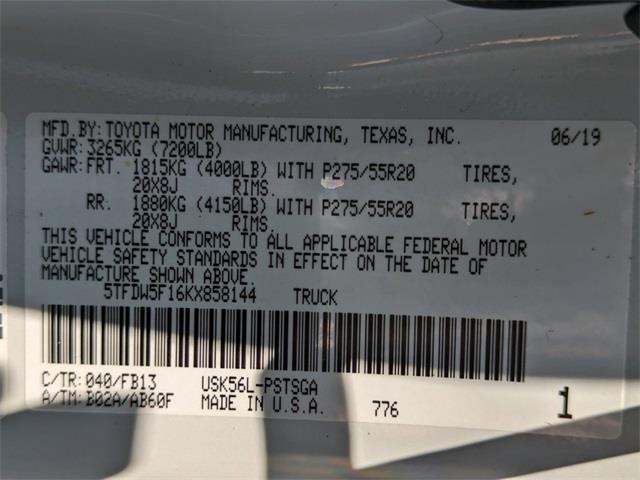 MFD.BY: TOYOTA MOTOR MANUFACTURING, TEXAS, INC. 06/19
GVWR: 3265KG (7200LB)
GAWR: FRT. 1815KG (4000LB) WITH P275/55R20 TIRES,
20X8J RIMS.
RR. 1880KG (4150LB) WITH P275/55R20 TIRES,
20X8J RIMS.
THIS VEHICLE CONFORMS TO ALL APPLICABLE FEDERAL MOTOR
VEHICLE SAFETY STANDARDS IN EFFECT ON THE DATE OF
MANUFACTURE SHOWN ABOVE.
5TFDW5F16KX858144 TRUCK
C/TR: 040/FB13 USK56L-PSTSGA
A/TM: B02A/AB60F MADE IN U.S.A. 776 1